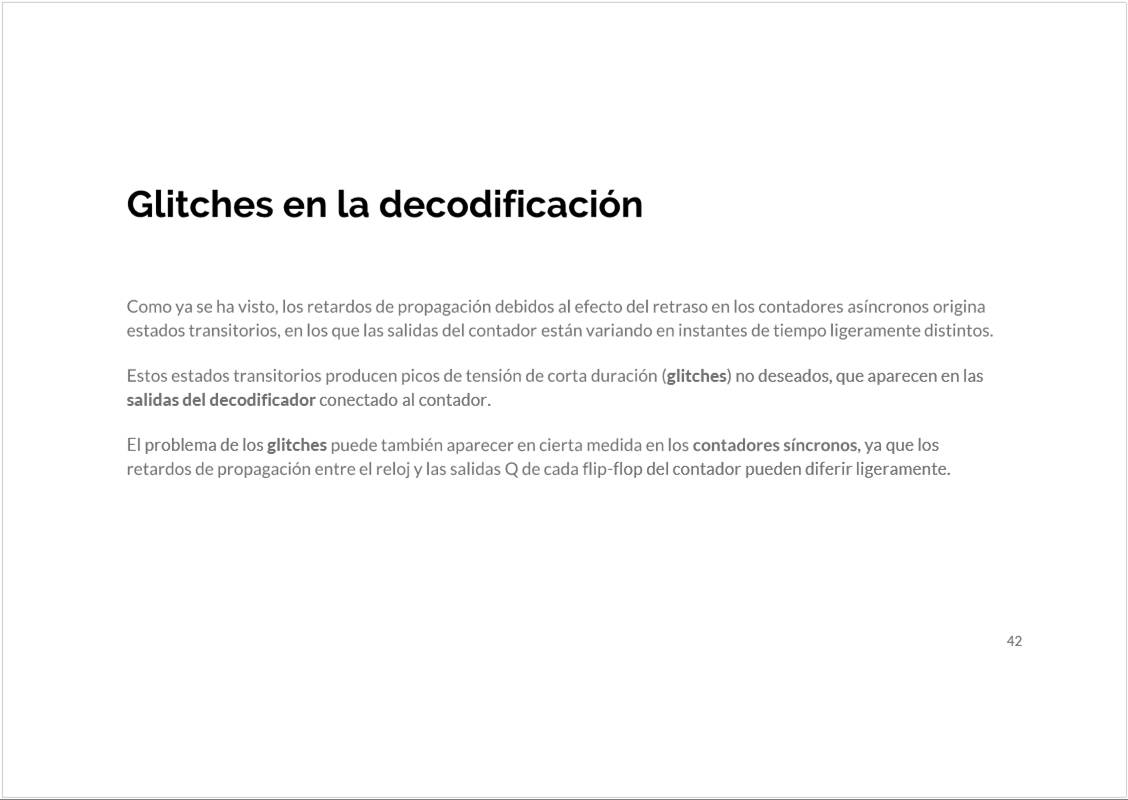 Glitches en la decodificación
Como ya se ha visto, los retardos de propagación debidos al efecto del retraso en los contadores asíncronos origina
estados transitorios, en los que las salidas del contador están variando en instantes de tiempo ligeramente distintos.
Estos estados transitorios producen picos de tensión de corta duración (glitches) no deseados, que aparecen en las
salidas del decodificador conectado al contador.
El problema de los glitches puede también aparecer en cierta medida en los contadores síncronos, ya que los
retardos de propagación entre el reloj y las salidas Q de cada flip-flop del contador pueden diferir ligeramente.
42